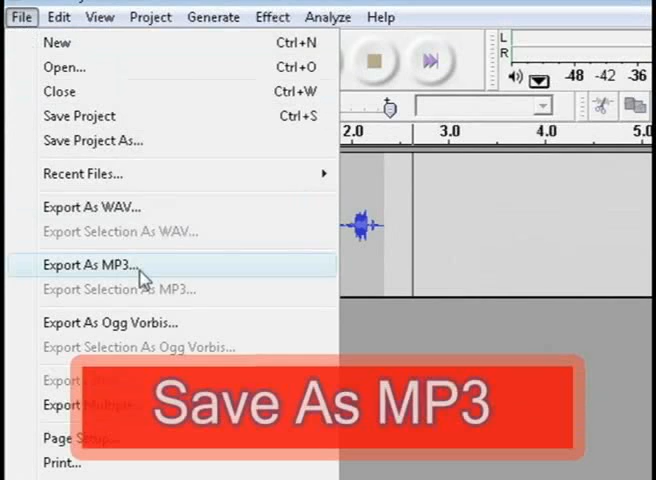 File Edit View Project Generate Effect Analyze Help
New Ctrl+N
Open... Ctrl+O
Close Ctrl+W
Save Project Ctrl+S
Save Project As...
Recent Files...
Export As WAV...
Export Selection As WAV...
Export As MP3...
Export Selection As MP3...
Export As Ogg Vorbis...
Export Selection As Ogg Vorbis...
Export
Export Multiple...
Page Setup...
Print...
L
R
-48 -42 -36
2.0 3.0 4.0 5.0
Save As MP3